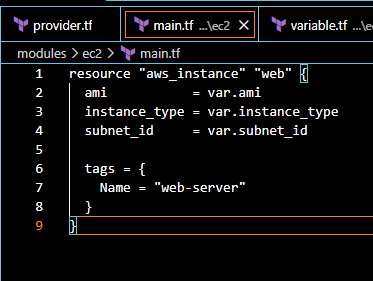 provider.tf main.tf ...\ec2 variable.tf ...\ec
modules > ec2 > main.tf
1 resource "aws_instance" "web" {
2 ami = var.ami
3 instance_type = var.instance_type
4 subnet_id = var.subnet_id
5
6 tags = {
7 Name = "web-server"
8 }
9 }